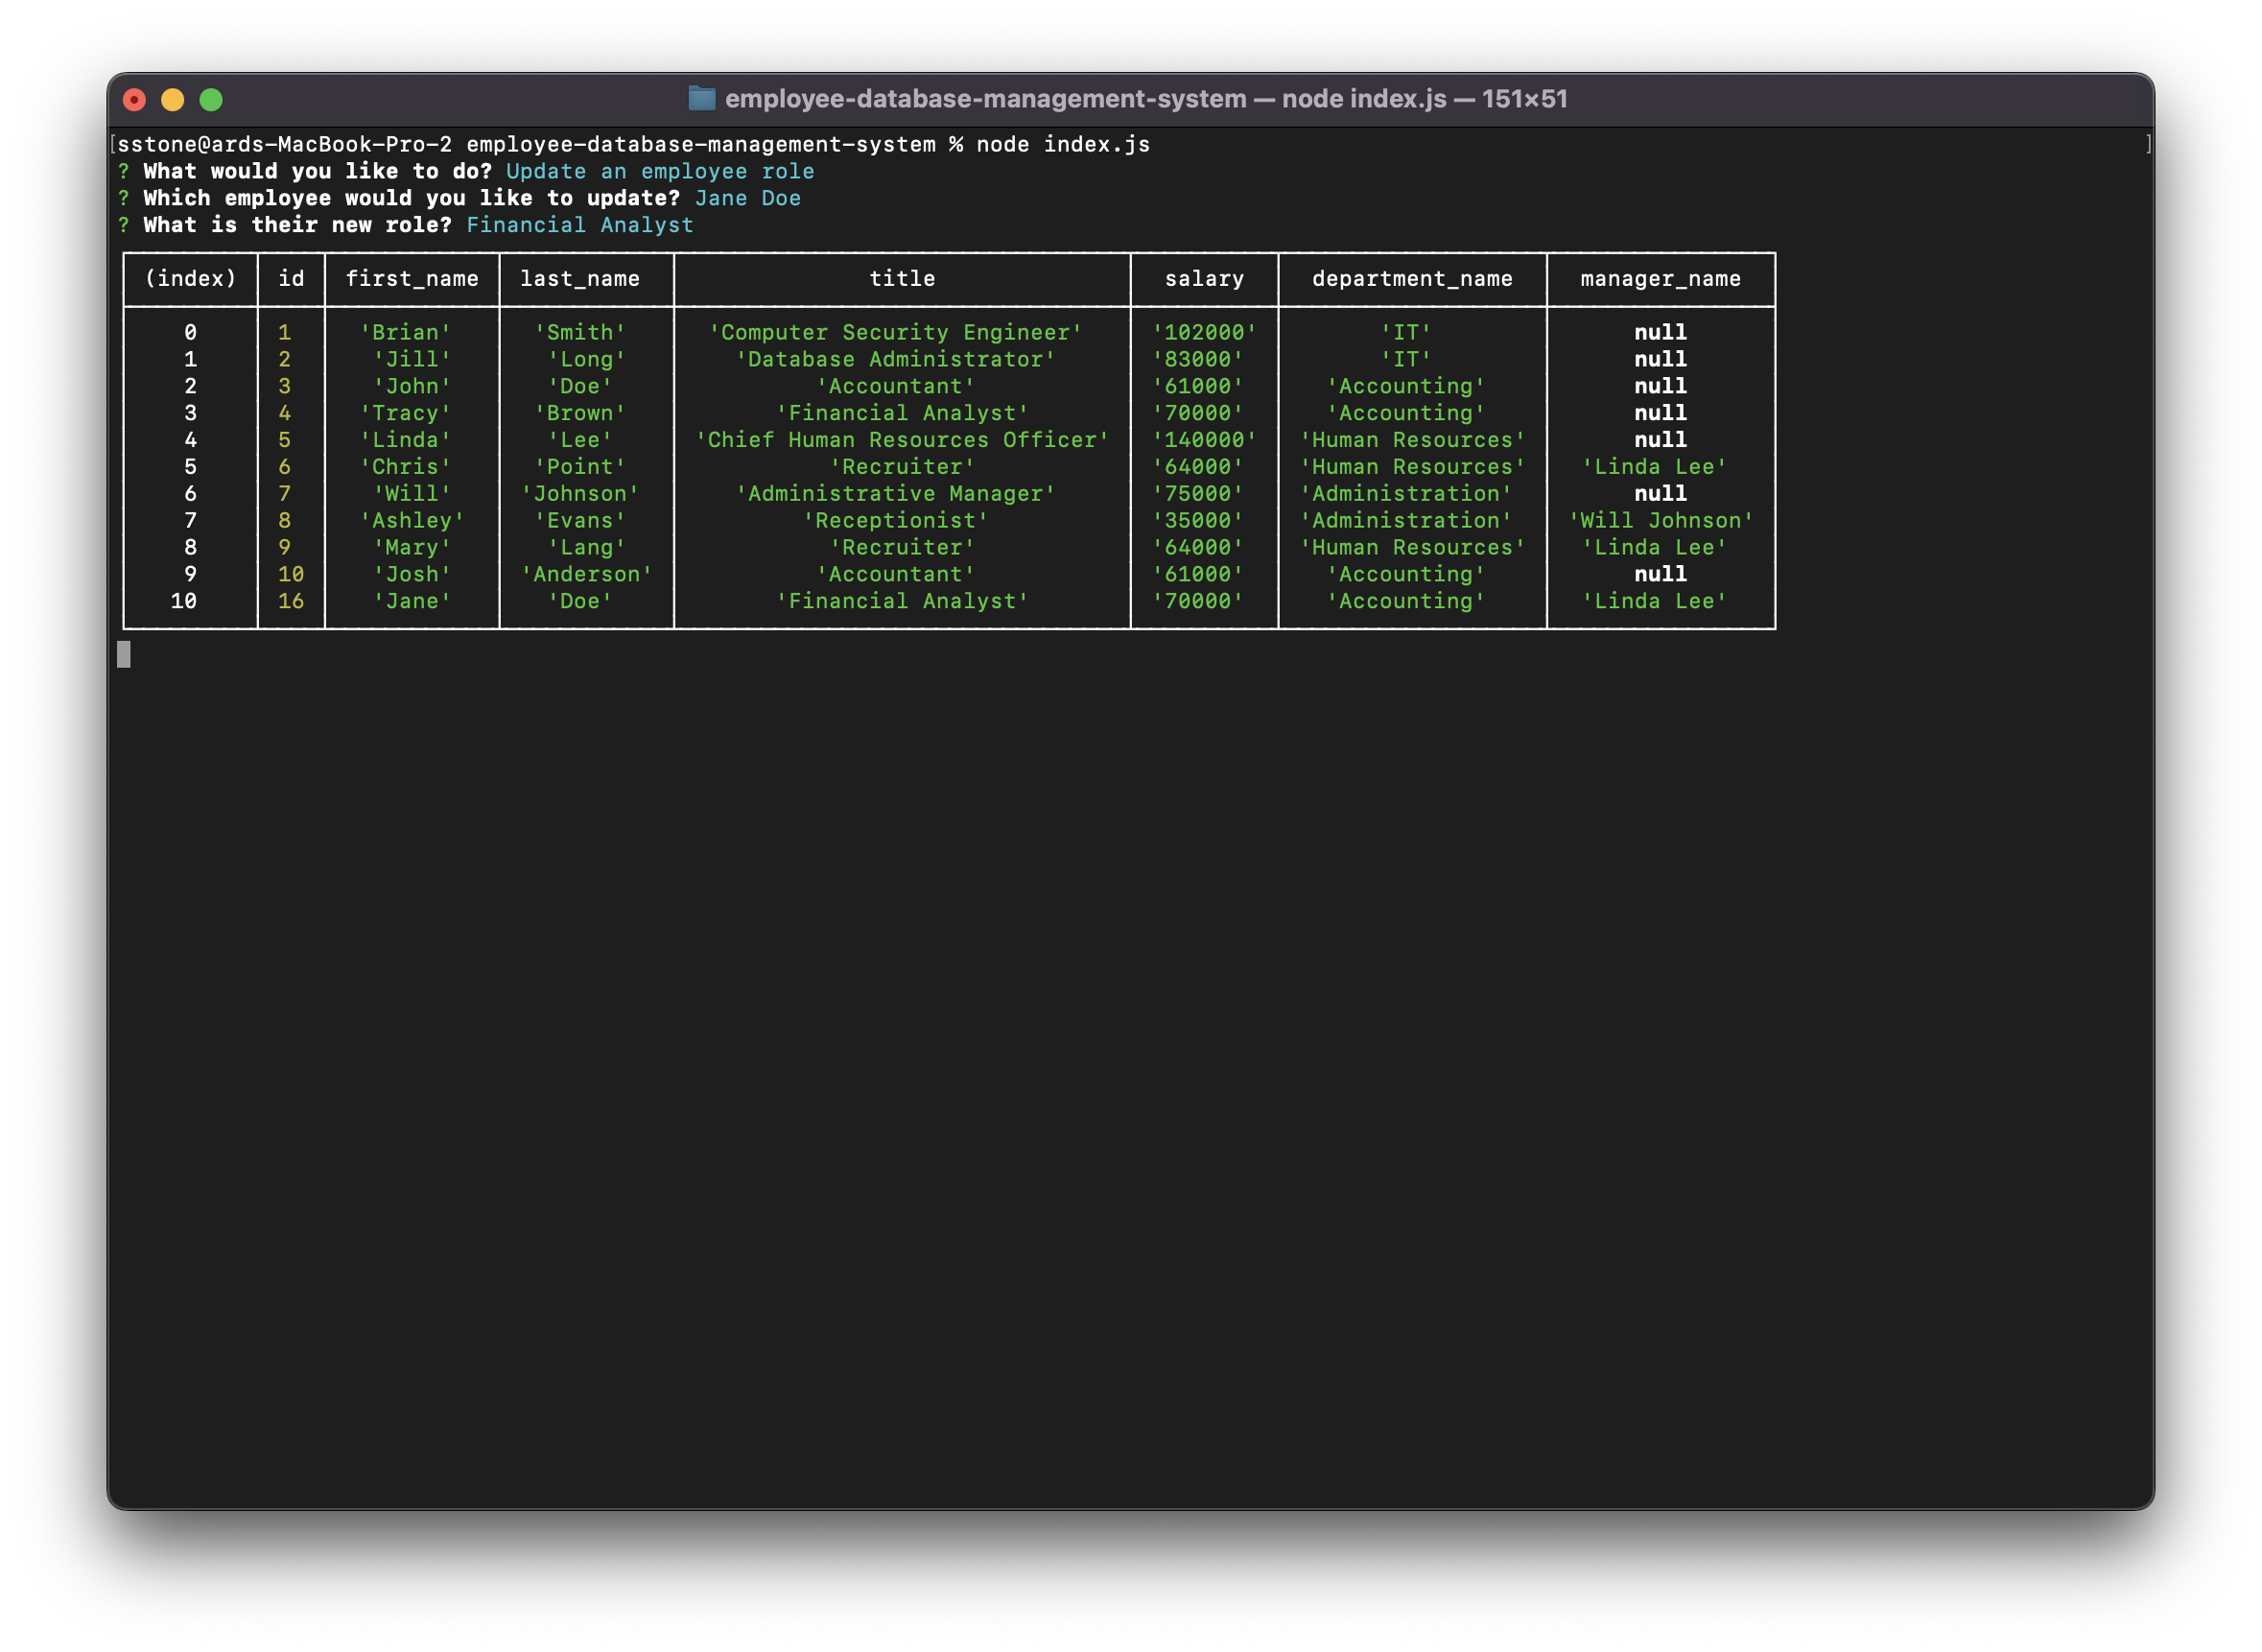 employee-database-management-system — node index.js — 151×51
[sstone@ards-MacBook-Pro-2 employee-database-management-system % node index.js ]
? What would you like to do? Update an employee role
? Which employee would you like to update? Jane Doe
? What is their new role? Financial Analyst
(index) id first_name last_name title salary department_name manager_name
0 1 'Brian' 'Smith' 'Computer Security Engineer' '102000' 'IT' null
1 2 'Jill' 'Long' 'Database Administrator' '83000' 'IT' null
2 3 'John' 'Doe' 'Accountant' '61000' 'Accounting' null
3 4 'Tracy' 'Brown' 'Financial Analyst' '70000' 'Accounting' null
4 5 'Linda' 'Lee' 'Chief Human Resources Officer' '140000' 'Human Resources' null
5 6 'Chris' 'Point' 'Recruiter' '64000' 'Human Resources' 'Linda Lee'
6 7 'Will' 'Johnson' 'Administrative Manager' '75000' 'Administration' null
7 8 'Ashley' 'Evans' 'Receptionist' '35000' 'Administration' 'Will Johnson'
8 9 'Mary' 'Lang' 'Recruiter' '64000' 'Human Resources' 'Linda Lee'
9 10 'Josh' 'Anderson' 'Accountant' '61000' 'Accounting' null
10 16 'Jane' 'Doe' 'Financial Analyst' '70000' 'Accounting' 'Linda Lee'